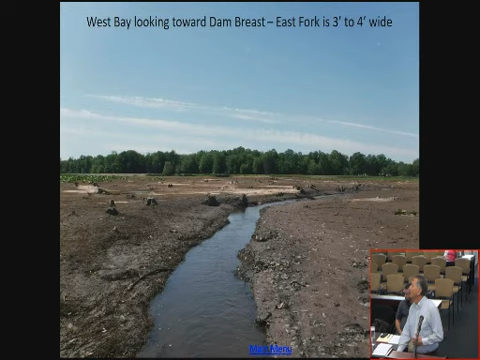 West Bay looking toward Dam Breast – East Fork is 3' to 4' wide
Main Menu